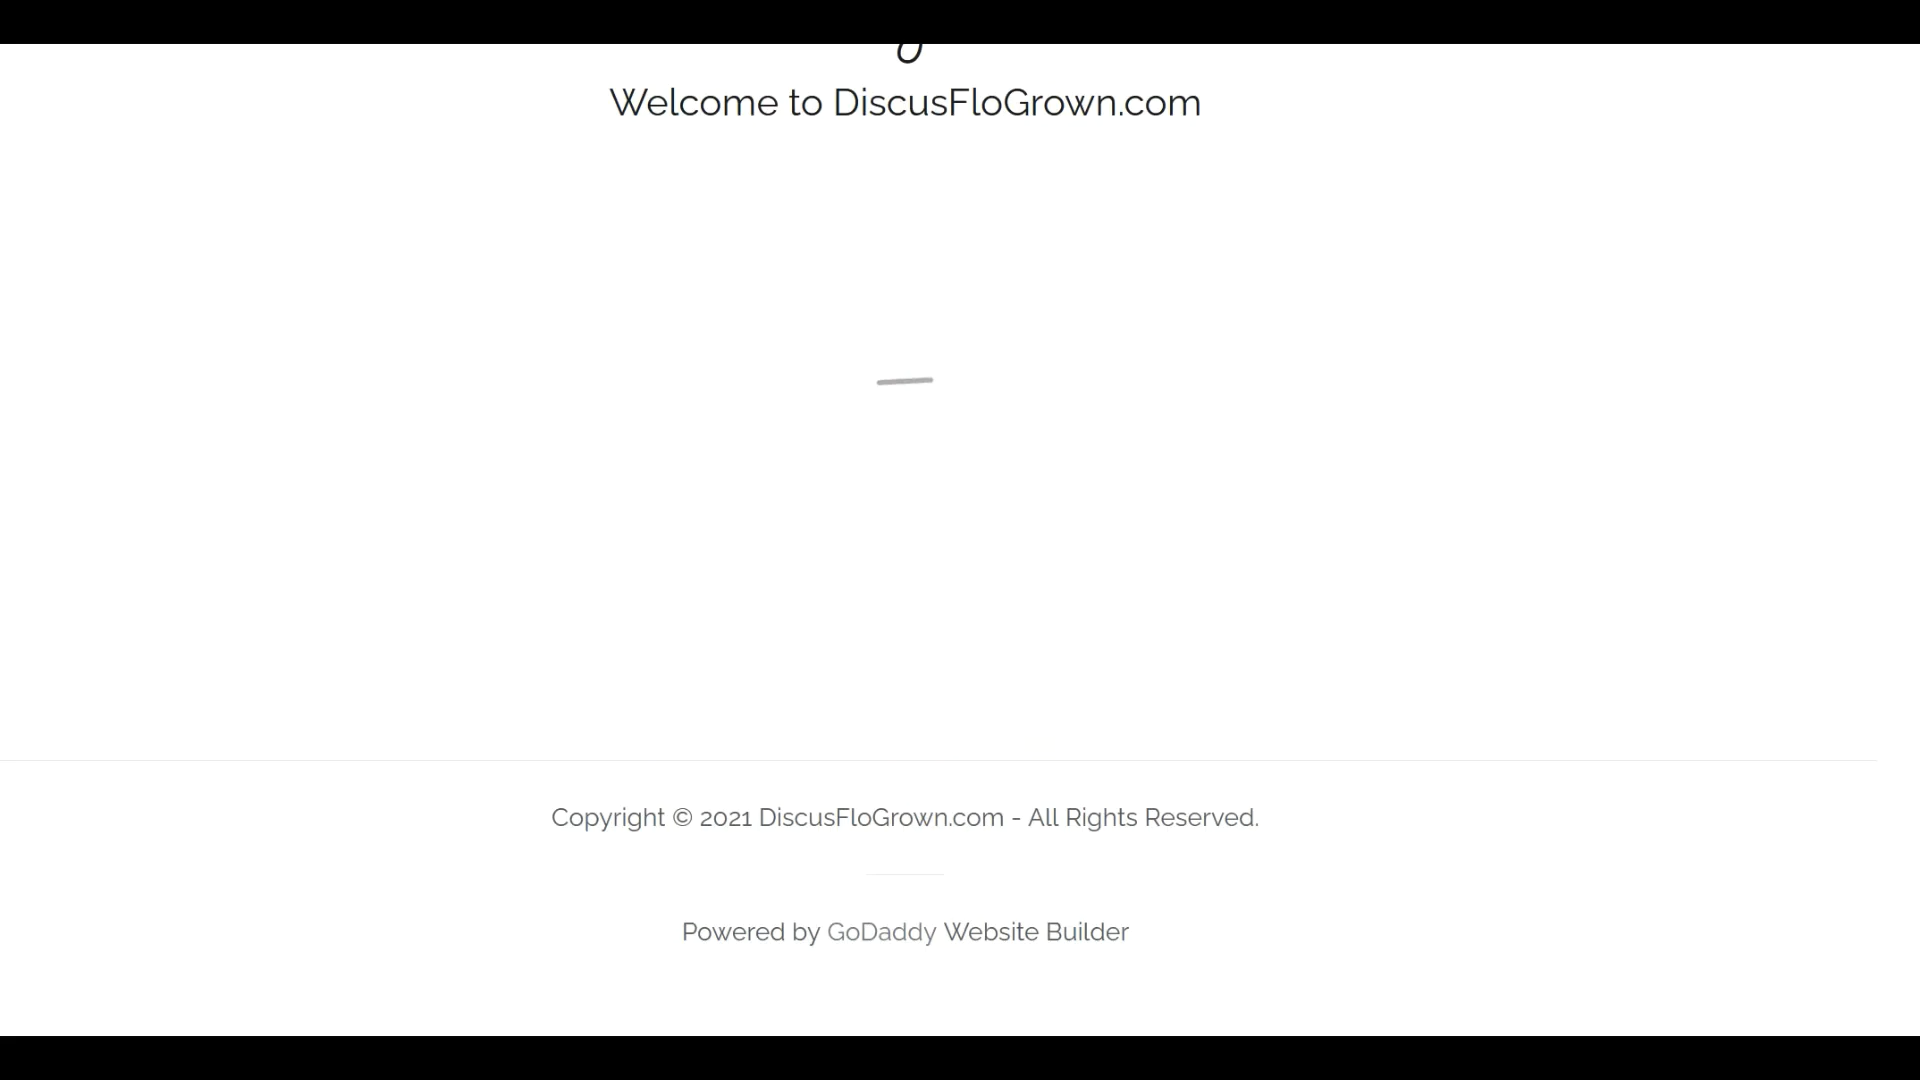 Welcome to DiscusFloGrown.com
Copyright © 2021 DiscusFloGrown.com - All Rights Reserved.
Powered by GoDaddy Website Builder